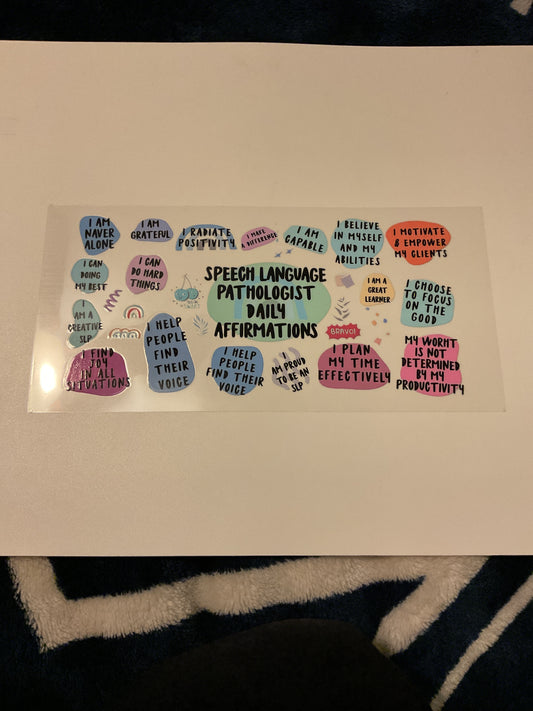 I AM
NAVER
ALONE
I AM
GRATEFUL
I RADIATE
POSITIVITY
I MAKE
A DIFFERENCE
I AM
CAPABLE
I BELIEVE
IN MYSELF
AND MY
ABILITIES
I MOTIVATE
& EMPOWER
MY CLIENTS
I CAN
DOING
MY BEST
I CAN
DO HARD
THINGS
SPEECH LANGUAGE
PATHOLOGIST
DAILY
AFFIRMATIONS
I AM A
GREAT
LEARNER
I CHOOSE
TO FOCUS
ON THE
GOOD
I
AM A
CREATIVE
SLP
I HELP
PEOPLE
FIND
THEIR
VOICE
BRAVO!
I FIND
JOY
IN ALL
SITUATIONS
I HELP
PEOPLE
FIND THEIR
VOICE
I
AM PROUD
TO BE AN
SLP
I PLAN
MY TIME
EFFECTIVELY
MY WORHT
IS NOT
DETERMINED
BY MY
PRODUCTIVITY